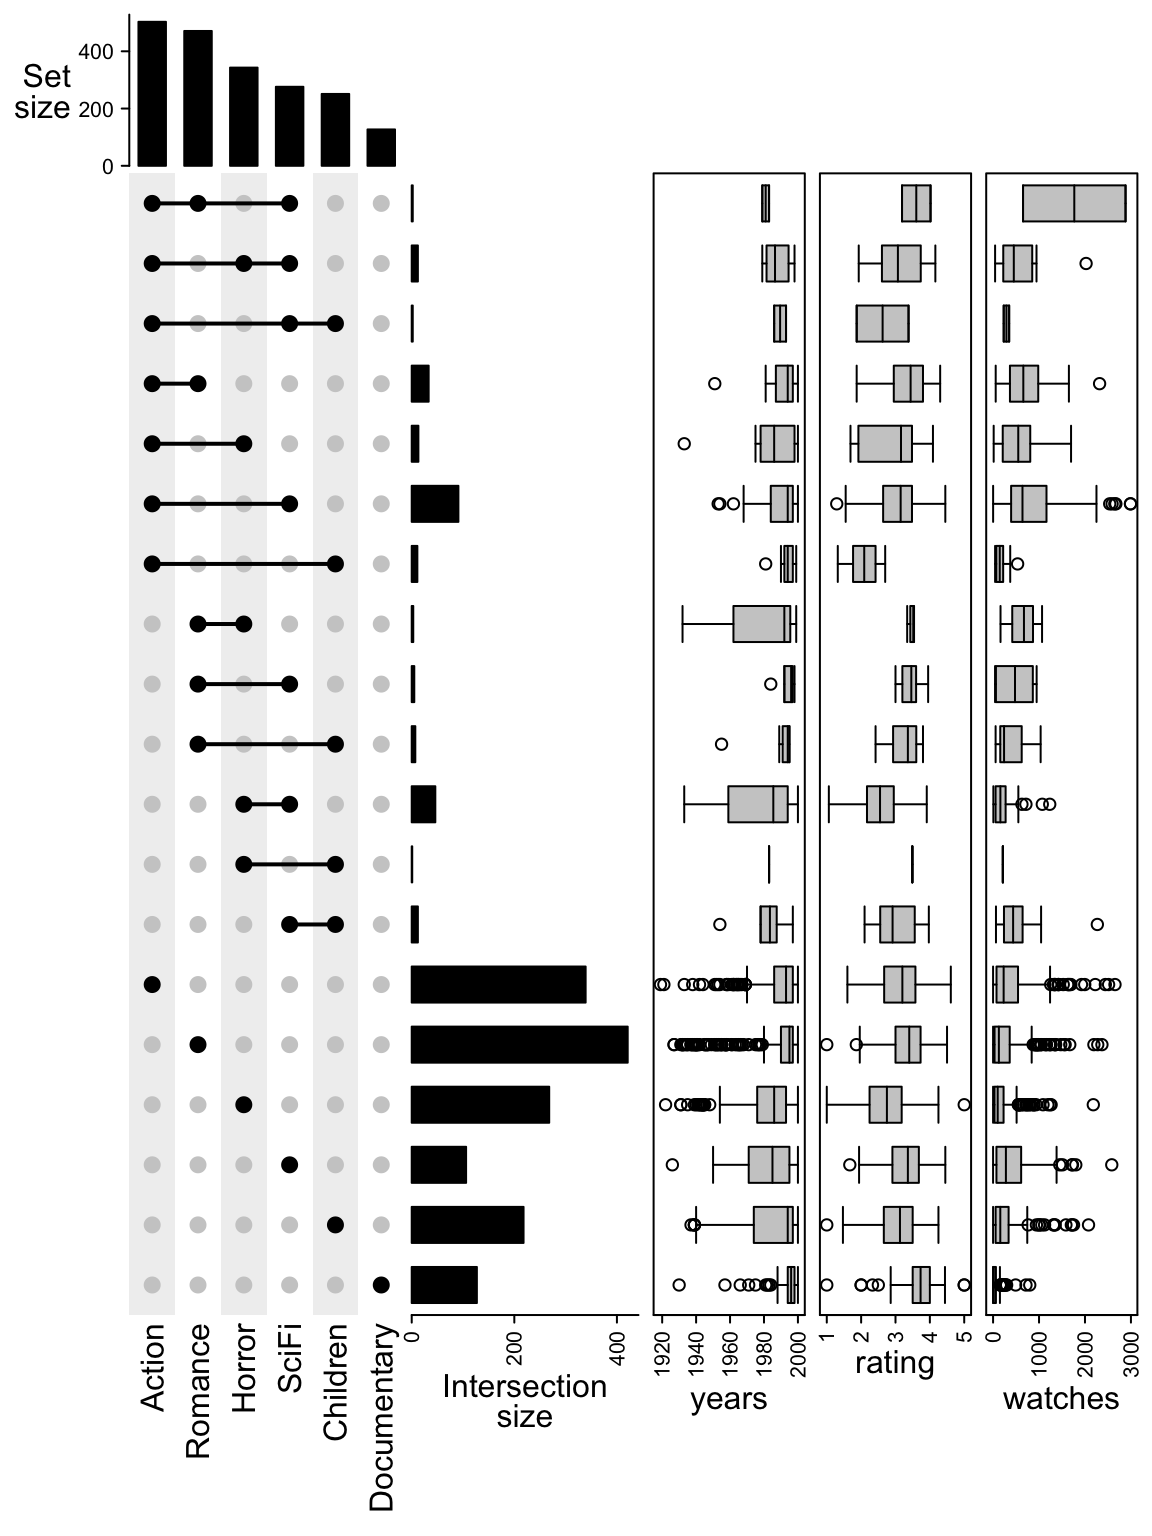 Set
size
400
200
0
Action
Romance
Horror
SciFi
Children
Documentary
0
200
400
Intersection
size
1920
1940
1960
1980
2000
years
1
2
3
4
5
rating
0
1000
2000
3000
watches